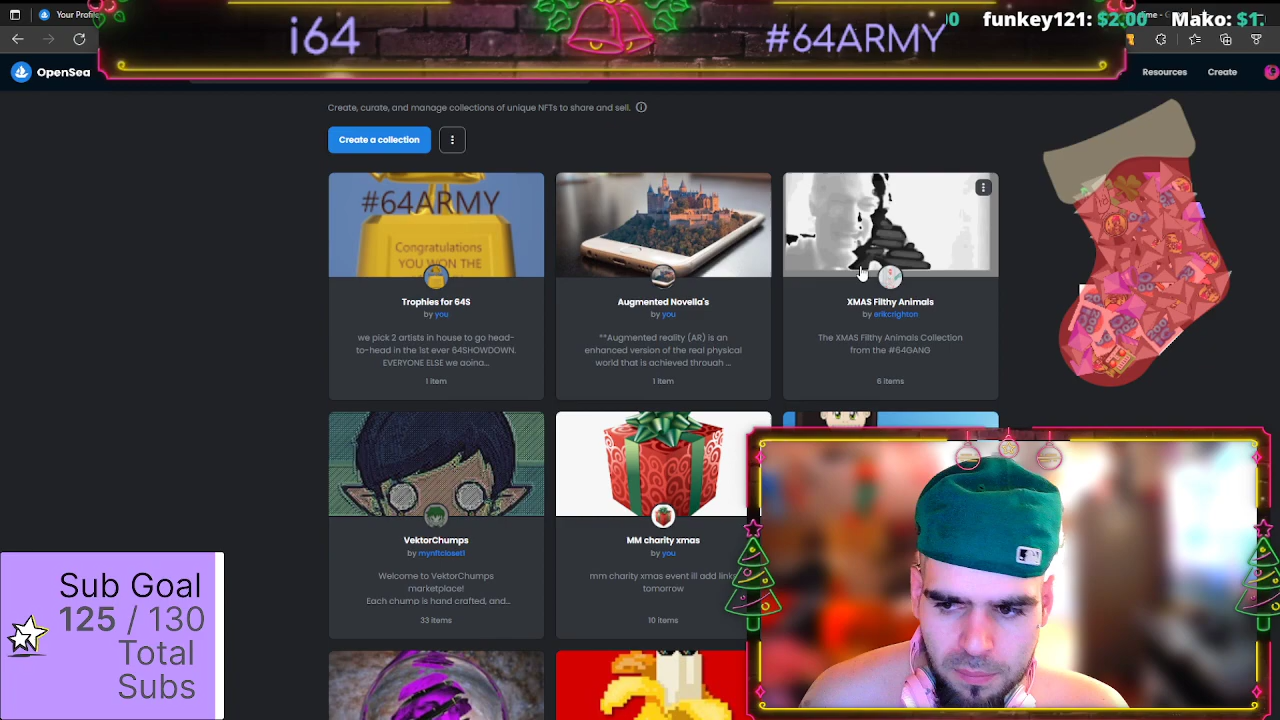 Your Profil
i64
#64ARMY
00 funkey121: $2.00 Mako: $1.
OpenSea
Resources
Create
Create, curate, and manage collections of unique NFTs to share and sell.
Create a collection
#64ARMY
Congratulations
YOU WON THE
Trophies for 64S
by you
we pick 2 artists in house to go head-
to-head in the 1st ever 64SHOWDOWN.
EVERYONE ELSE we going...
1 item
Augmented Novella's
by you
**Augmented reality (AR) is an
enhanced version of the real physical
world that is achieved through ...
1 item
XMAS Filthy Animals
by erikcrighton
The XMAS Filthy Animals Collection
from the #64GANG
6 items
VektorChumps
by mynftcloset1
Welcome to VektorChumps
marketplace!
Each chump is hand crafted, and...
33 items
MM charity xmas
by you
mm charity xmas event ill add link
tomorrow
10 items
Sub Goal
125 / 130
Total
Subs